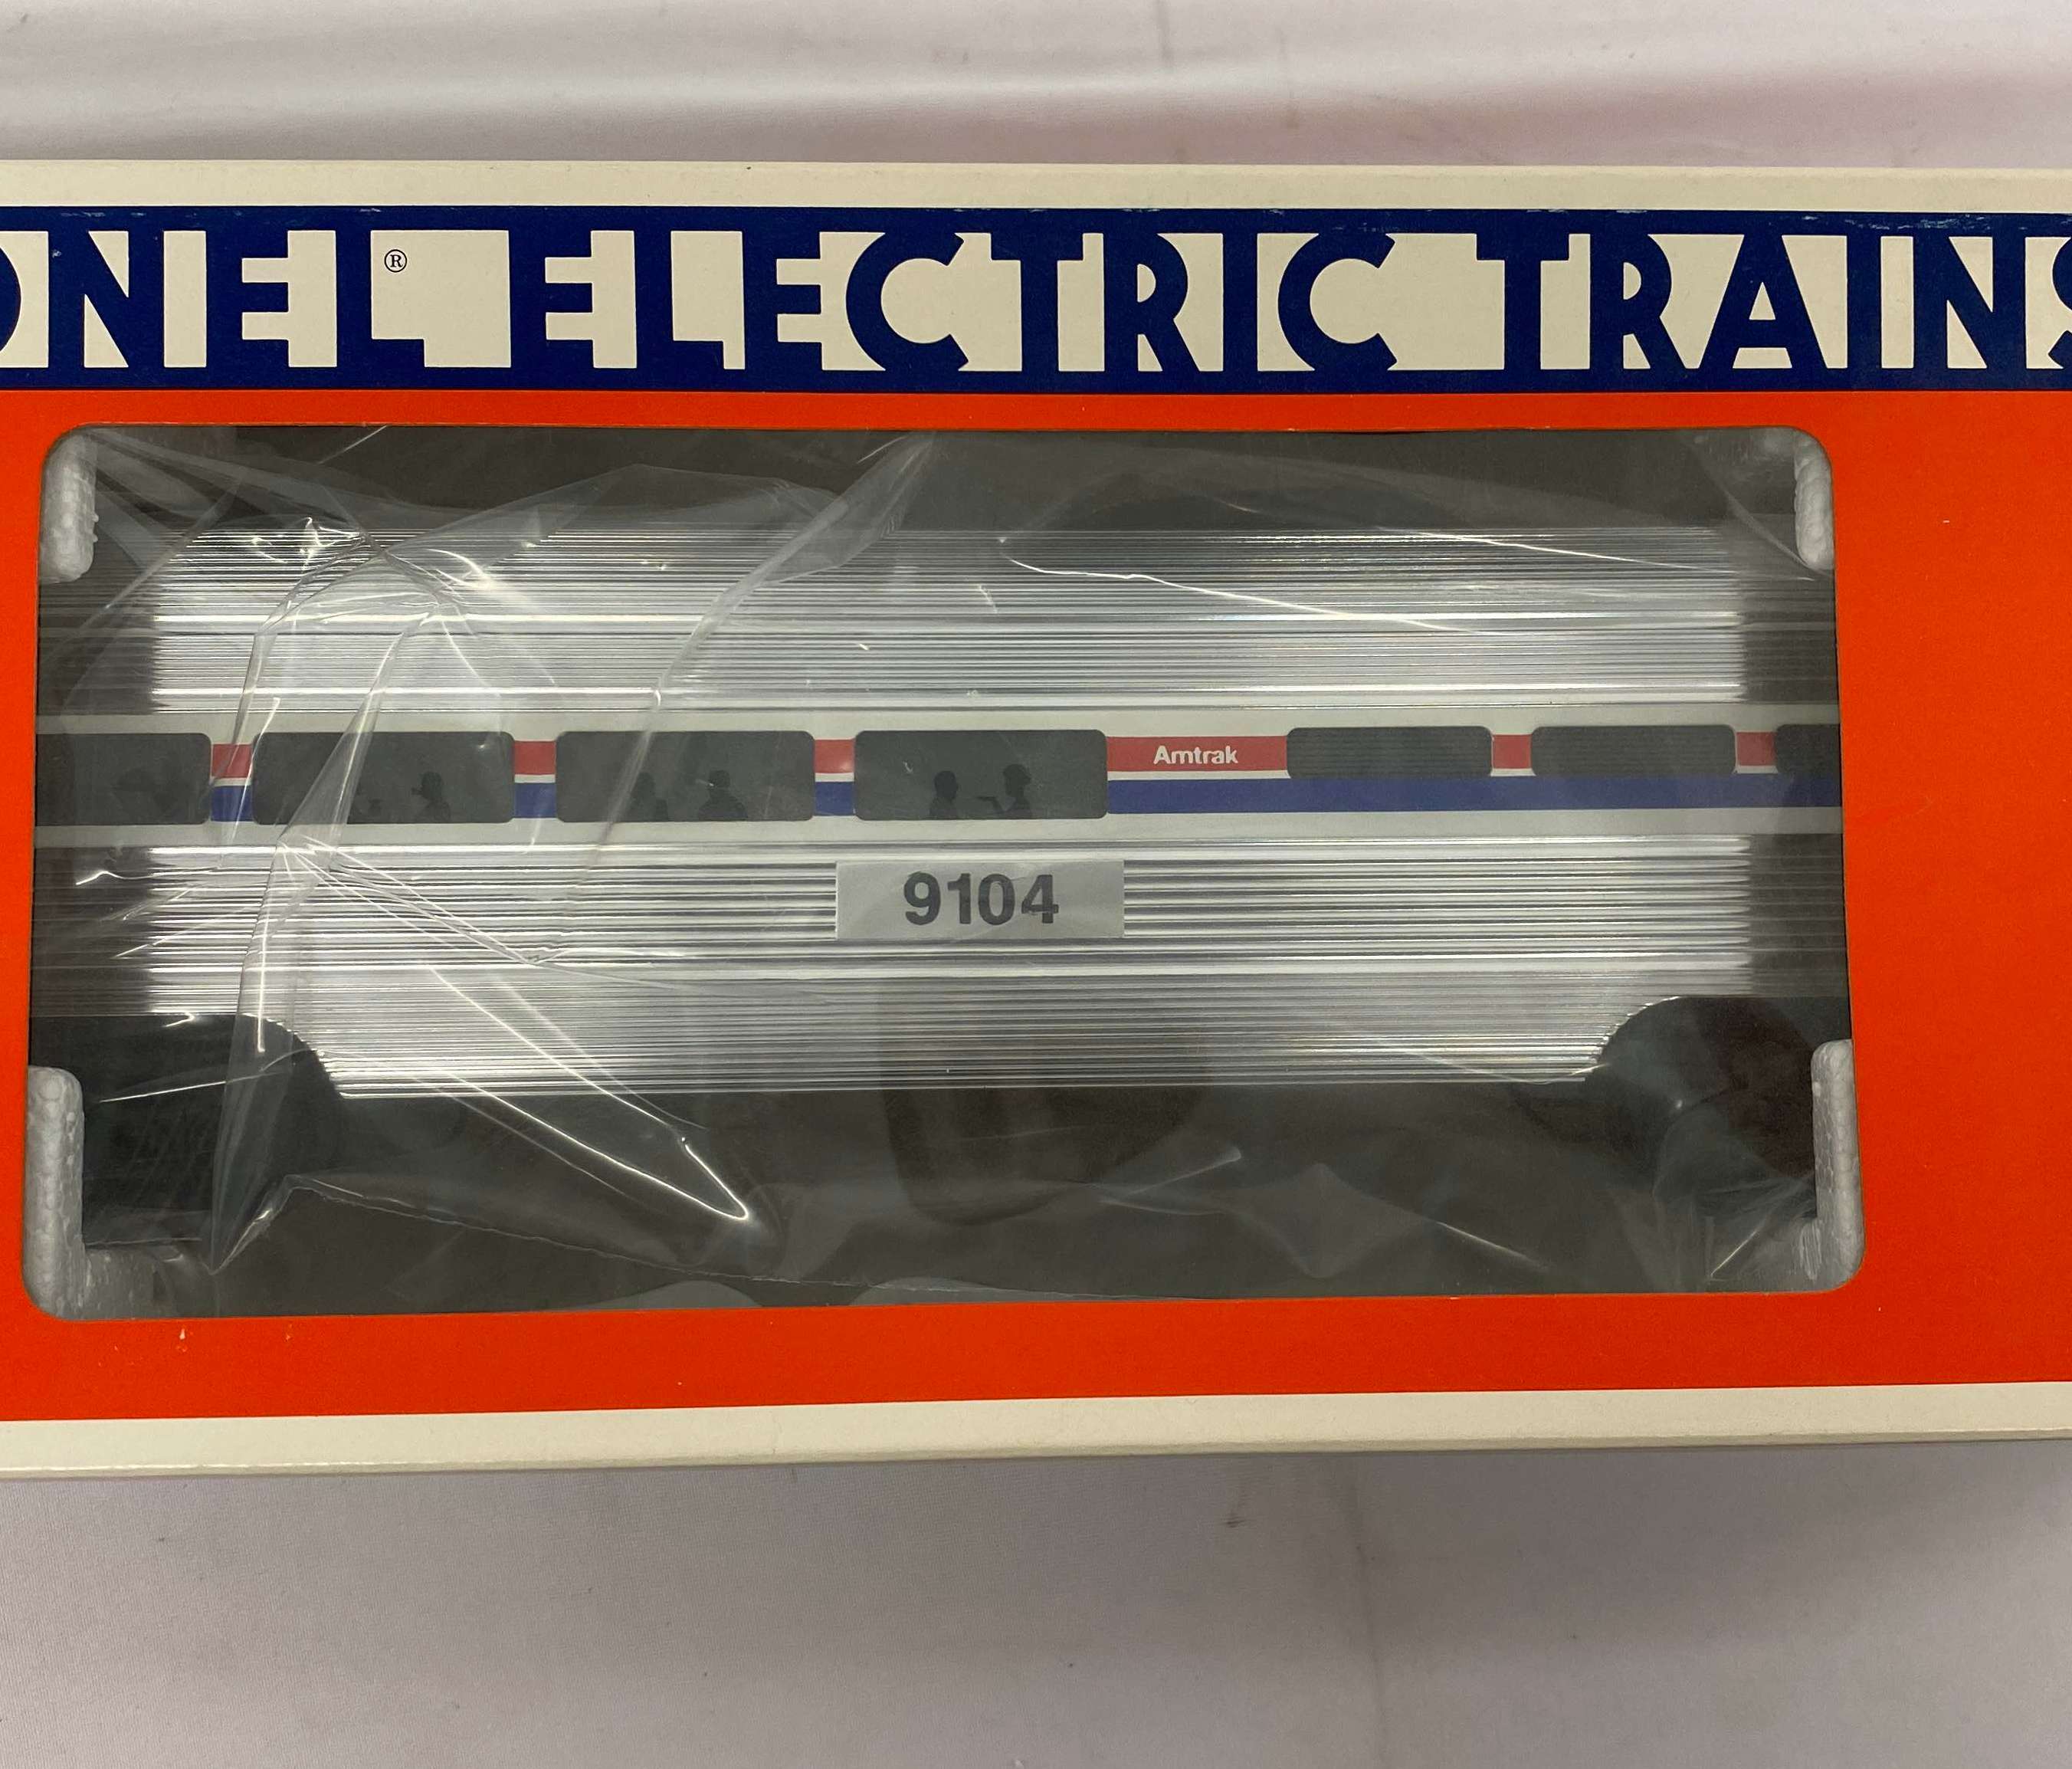 ONEL® ELECTRIC TRAINS
Amtrak
9104